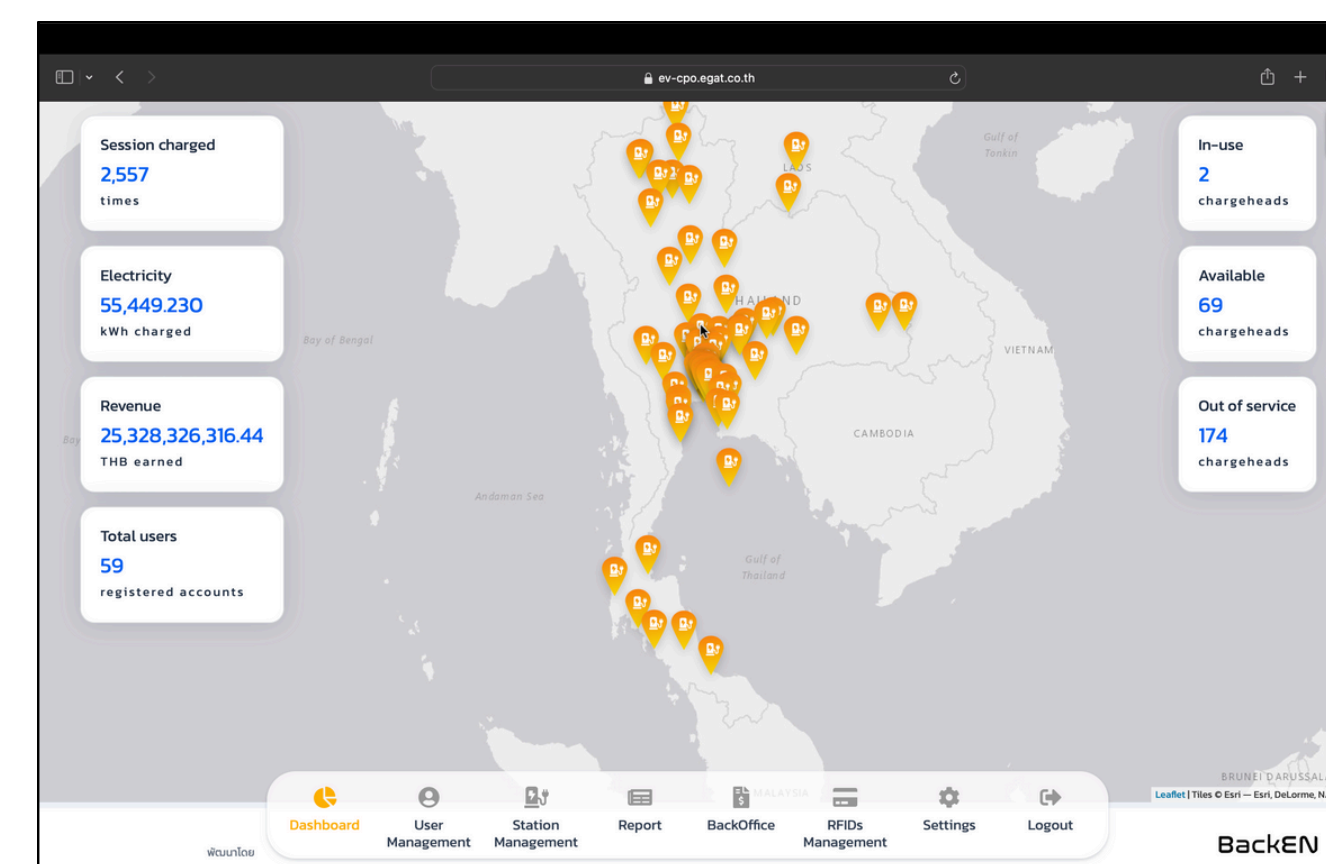 ev-cpo.egat.co.th
Session charged
2,557
times
Electricity
55,449.230
kWh charged
Revenue
25,328,326,316.44
THB earned
Total users
59
registered accounts
In-use
2
chargeheads
Available
69
chargeheads
Out of service
174
chargeheads
Gulf of
Tonkin
LAOS
HAILAND
Bay of Bengal
VIETNAM
Bay
CAMBODIA
Andaman Sea
Gulf of
Thailand
MALAYSIA
BRUNEI DARUSSAL
Leaflet | Tiles © Esri — Esri, DeLorme, N
Dashboard
User
Management
Station
Management
Report
BackOffice
RFIDs
Management
Settings
Logout
พัฒนาโดย
BackEN